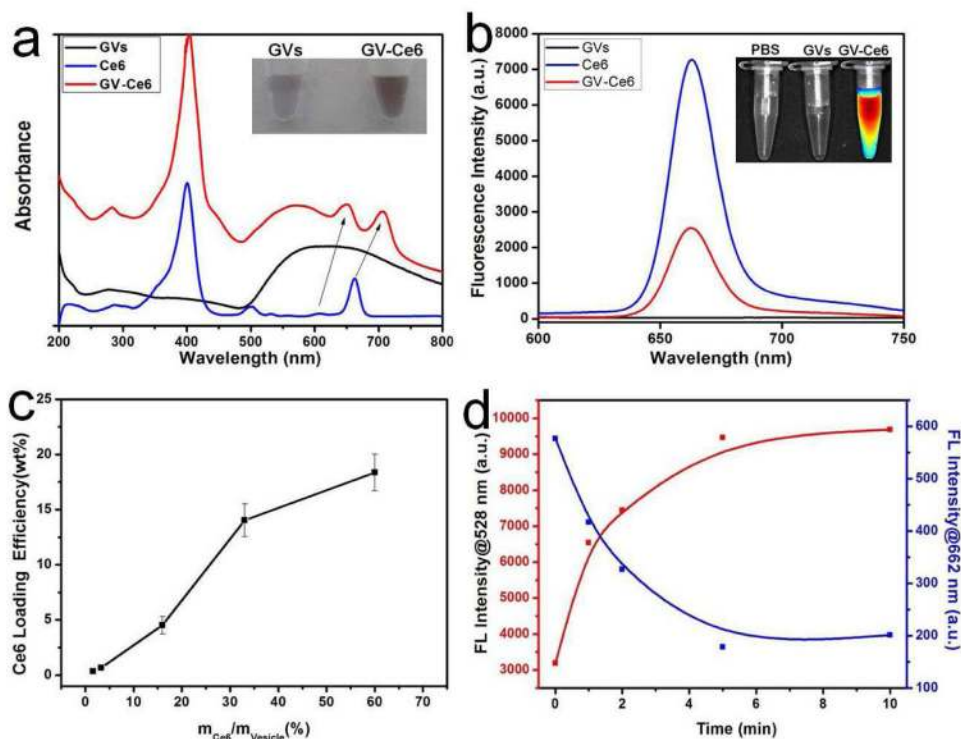 a
GVs
Ce6
GV-Ce6
GVs GV-Ce6
Absorbance
200 300 400 500 600 700 800
Wavelength (nm)
b
GVs
Ce6
GV-Ce6
PBS GVs GV-Ce6
Fluorescence Intensity (a.u.)
8000
7000
6000
5000
4000
3000
2000
1000
0
600 650 700 750
Wavelength (nm)
c
Ce6 Loading Efficiency(wt%)
25
20
15
10
5
0
0 10 20 30 40 50 60
mCe6/mVesicle(%)
d
FL Intensity@528 nm (a.u.)
10000
9000
8000
7000
6000
5000
4000
3000
FL Intensity@662 nm (a.u.)
600
500
400
300
200
100
0 2 4 6 8 10
Time (min)